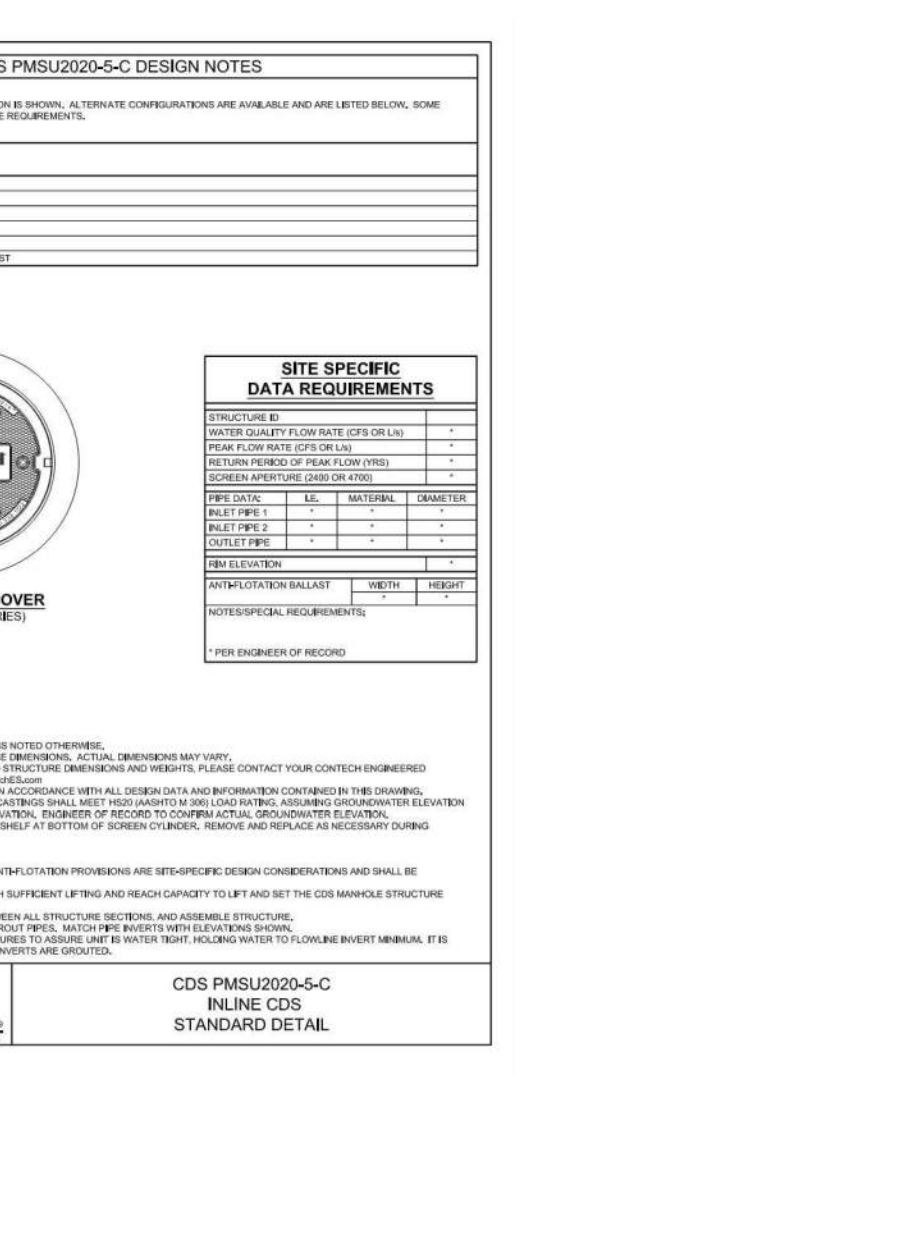 S PMSU2020-5-C DESIGN NOTES
ON IS SHOWN. ALTERNATE CONFIGURATIONS ARE AVAILABLE AND ARE LISTED BELOW. SOME
E REQUIREMENTS.
ST
SITE SPECIFIC
DATA REQUIREMENTS
STRUCTURE ID
WATER QUALITY FLOW RATE (CFS OR L/s) *
PEAK FLOW RATE (CFS OR L/s) *
RETURN PERIOD OF PEAK FLOW (YRS) *
SCREEN APERTURE (2400 OR 4700) *
PIPE DATA: I.E. MATERIAL DIAMETER
INLET PIPE 1 * * *
INLET PIPE 2 * * *
OUTLET PIPE * * *
RIM ELEVATION *
ANTI-FLOTATION BALLAST WIDTH HEIGHT
* *
NOTES/SPECIAL REQUIREMENTS:
* PER ENGINEER OF RECORD
OVER
RIES)
SS NOTED OTHERWISE.
E DIMENSIONS. ACTUAL DIMENSIONS MAY VARY.
STRUCTURE DIMENSIONS AND WEIGHTS, PLEASE CONTACT YOUR CONTECH ENGINEERED
chES.com
N ACCORDANCE WITH ALL DESIGN DATA AND INFORMATION CONTAINED IN THIS DRAWING.
CASTINGS SHALL MEET HS20 (AASHTO M 306) LOAD RATING, ASSUMING GROUNDWATER ELEVATION
VATION. ENGINEER OF RECORD TO CONFIRM ACTUAL GROUNDWATER ELEVATION.
SHELF AT BOTTOM OF SCREEN CYLINDER. REMOVE AND REPLACE AS NECESSARY DURING
NTI-FLOTATION PROVISIONS ARE SITE-SPECIFIC DESIGN CONSIDERATIONS AND SHALL BE
H SUFFICIENT LIFTING AND REACH CAPACITY TO LIFT AND SET THE CDS MANHOLE STRUCTURE
WEEN ALL STRUCTURE SECTIONS, AND ASSEMBLE STRUCTURE.
ROUT PIPES. MATCH PIPE INVERTS WITH ELEVATIONS SHOWN.
URES TO ASSURE UNIT IS WATER TIGHT, HOLDING WATER TO FLOWLINE INVERT MINIMUM. IT IS
NVERTS ARE GROUTED.
CDS PMSU2020-5-C
INLINE CDS
STANDARD DETAIL